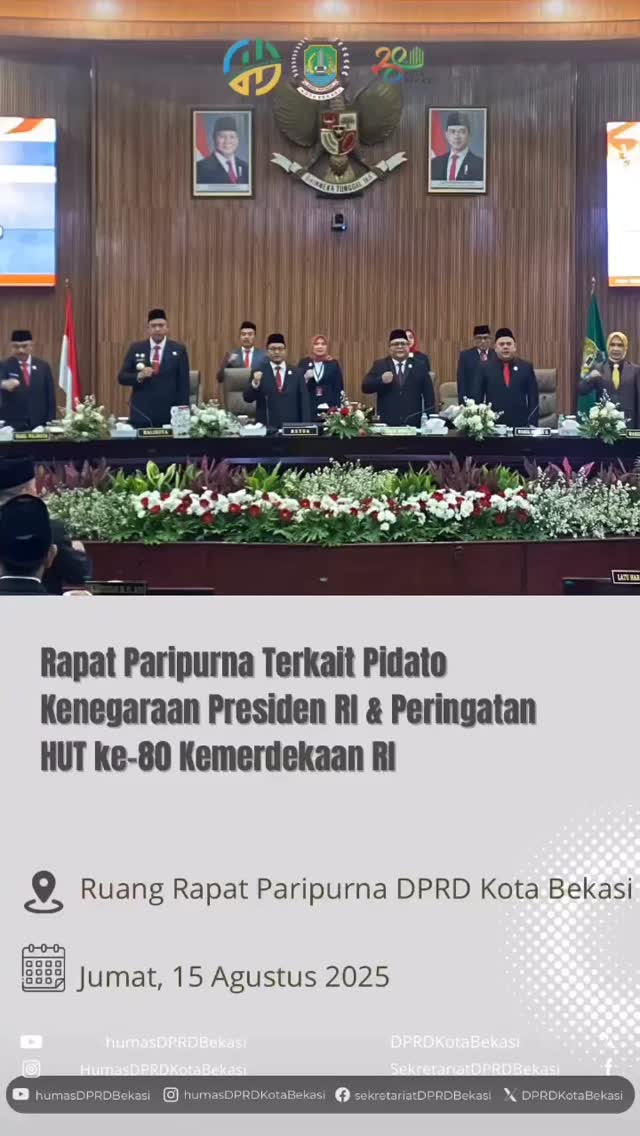 BHINNEKA TUNGGAL IKA
WALIKOTA
KETUA
Rapat Paripurna Terkait Pidato
Kenegaraan Presiden RI & Peringatan
HUT ke-80 Kemerdekaan RI
Ruang Rapat Paripurna DPRD Kota Bekasi
Jumat, 15 Agustus 2025
humasDPRDBekasi
DPRDKotaBekasi
HumasDPRDKotaBekasi
SekretariatDPRDBekasi
humasDPRDBekasi
humasDPRDKotaBekasi
sekretariatDPRDBekasi
DPRDKotaBekasi